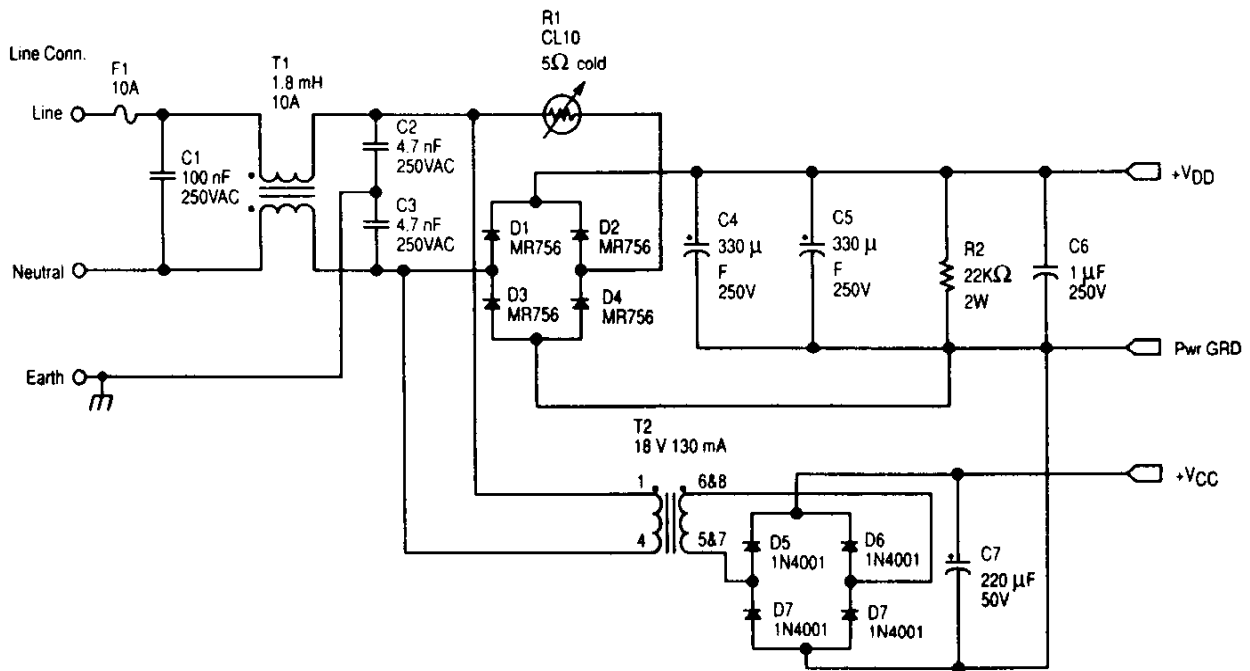 Line Conn.
F1
10A
T1
1.8 mH
10A
R1
CL10
5Ω cold
Line
C1
100 nF
250VAC
C2
4.7 nF
250VAC
C3
4.7 nF
250VAC
Neutral
Earth
D1
MR756
D2
MR756
D3
MR756
D4
MR756
C4
330 μ
F
250V
C5
330 μ
F
250V
R2
22KΩ
2W
C6
1 μF
250V
+VDD
Pwr GRD
T2
18 V 130 mA
1
4
6&8
5&7
D5
1N4001
D6
1N4001
D7
1N4001
D7
1N4001
C7
220 μF
50V
+VCC